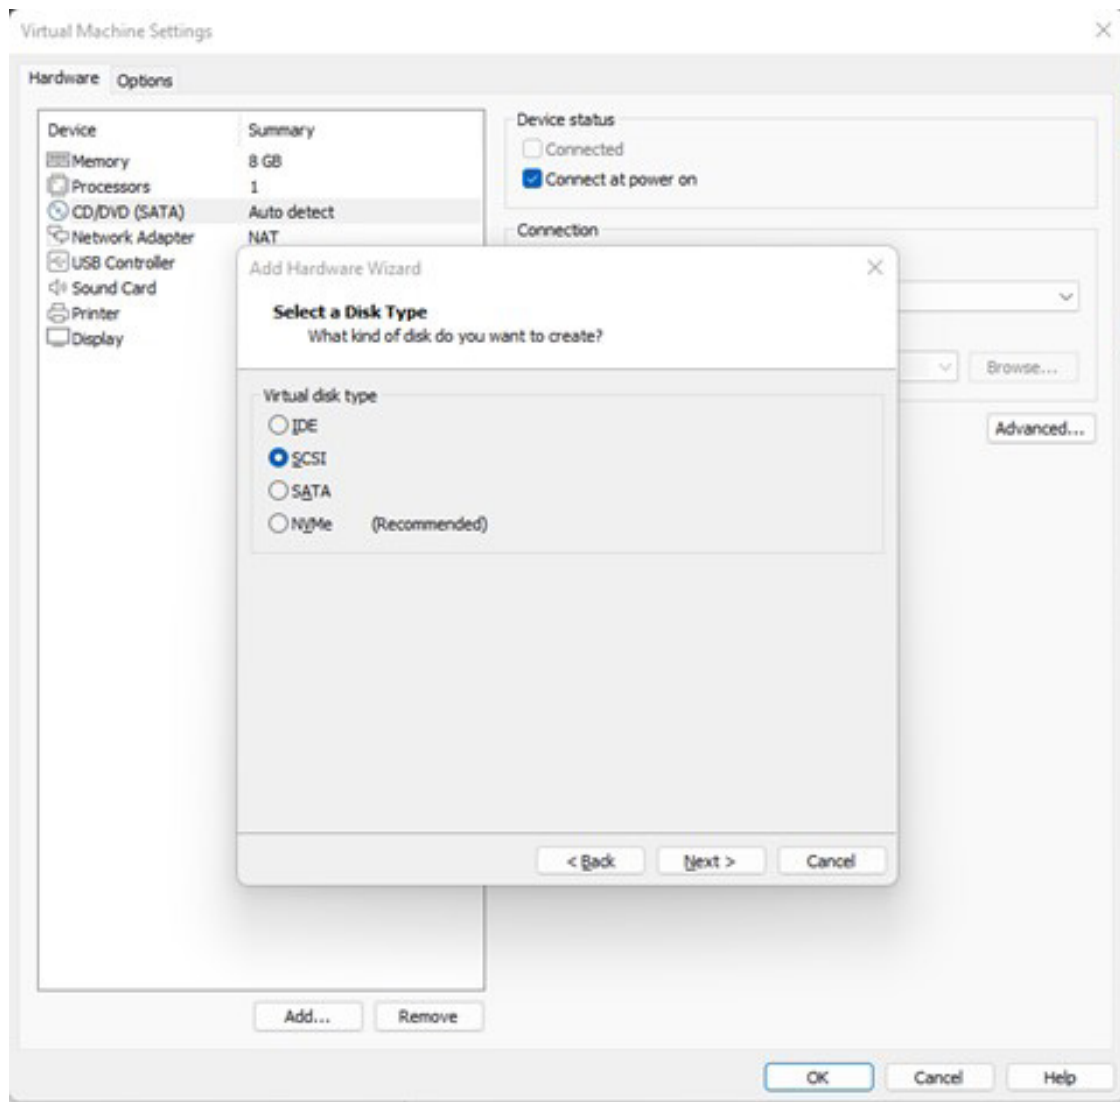 Virtual Machine Settings
Hardware Options
Device Summary
Memory 8 GB
Processors 1
CD/DVD (SATA) Auto detect
Network Adapter NAT
USB Controller
Sound Card
Printer
Display
Device status
Connected
Connect at power on
Connection
Browse...
Advanced...
Add Hardware Wizard
Select a Disk Type
What kind of disk do you want to create?
Virtual disk type
IDE
SCSI
SATA
NVMe (Recommended)
< Back Next > Cancel
Add... Remove
OK Cancel Help